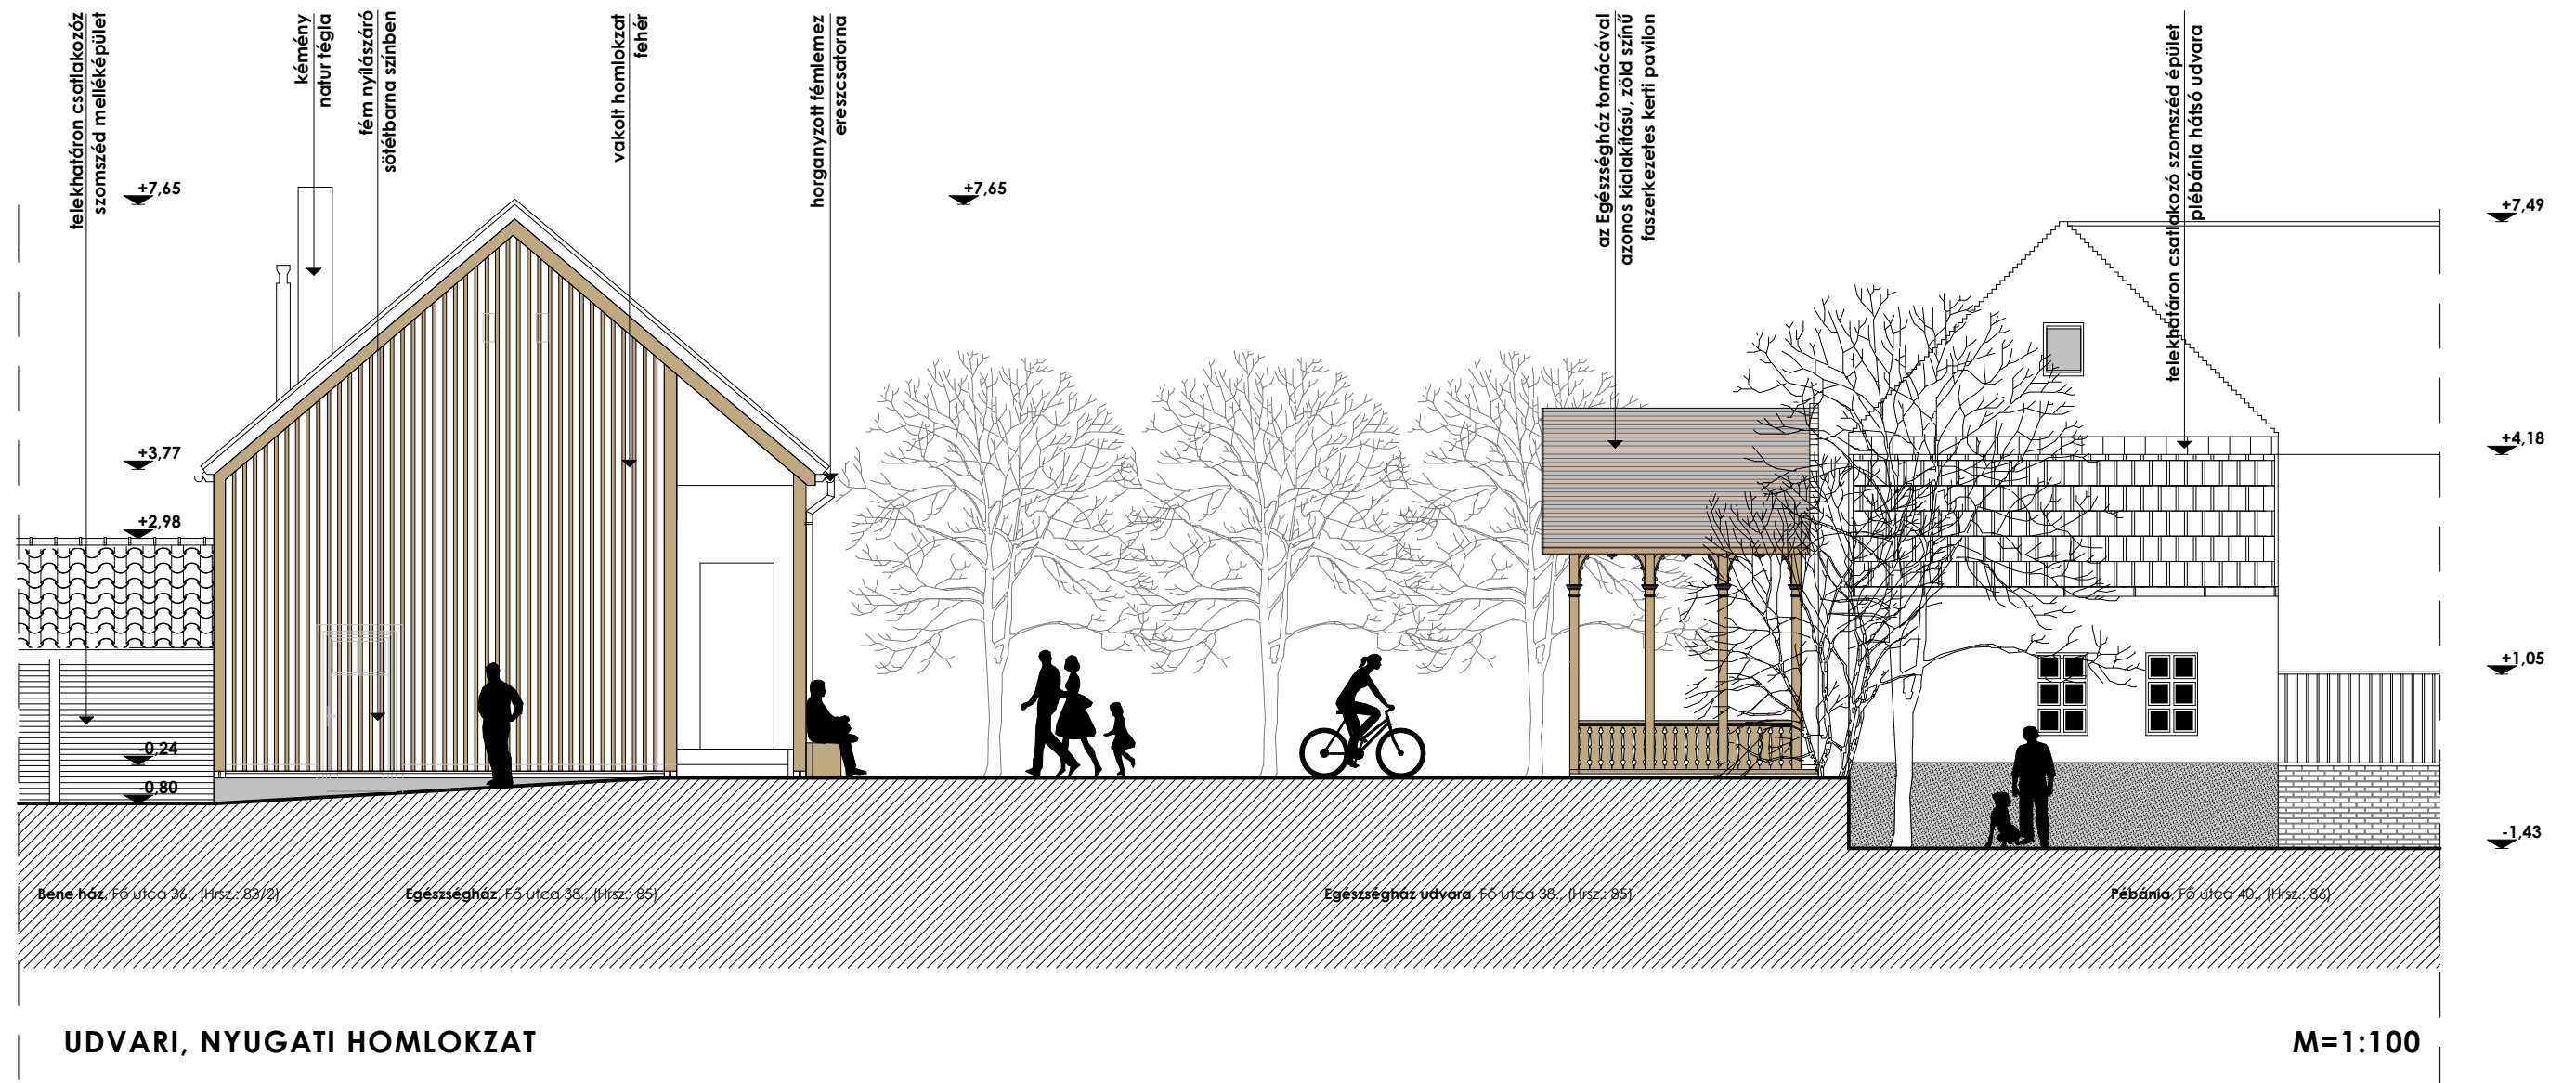 telekhatáron csatlakozóz
szomszéd melléképület
kémény
natur tégla
fém nyílászáró
sötétbarna színben
vakolt homlokzat
fehér
horganyzott fémlemez
ereszcsatorna
az Egészségház tornácával
azonos kialakítású, zöld színű
faszerkezetes kerti pavilon
telekhatáron csatlakozó szomszéd épület
plébánia hátsó udvara
+7,65
+7,65
+7,49
+3,77
+4,18
+2,98
+1,05
-0,24
-0,80
-1,43
Bene ház, Fő utca 36., (Hrsz.: 83/2)
Egészségház, Fő utca 38., (Hrsz.: 85)
Egészségház udvara, Fő utca 38., (Hrsz.: 85)
Pébánia, Fő utca 40., (Hrsz.: 86)
UDVARI, NYUGATI HOMLOKZAT
M=1:100